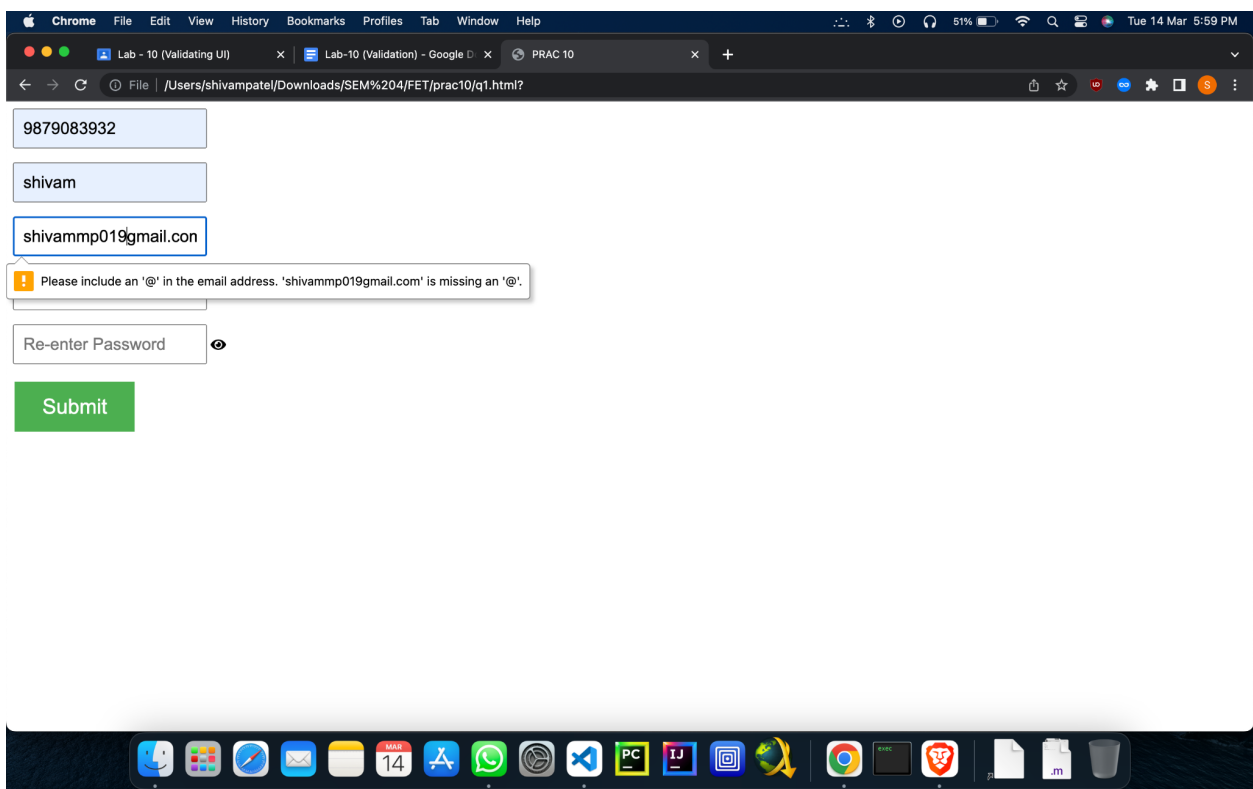 Chrome File Edit View History Bookmarks Profiles Tab Window Help 51% Tue 14 Mar 5:59 PM
Lab - 10 (Validating UI) Lab-10 (Validation) - Google D PRAC 10
File | /Users/shivampatel/Downloads/SEM%204/FET/prac10/q1.html? S
9879083932
shivam
shivammp019gmail.con
Please include an '@' in the email address. 'shivammp019gmail.com' is missing an '@'.
Re-enter Password
Submit
MAR
14
PC
IJ
exec
.m